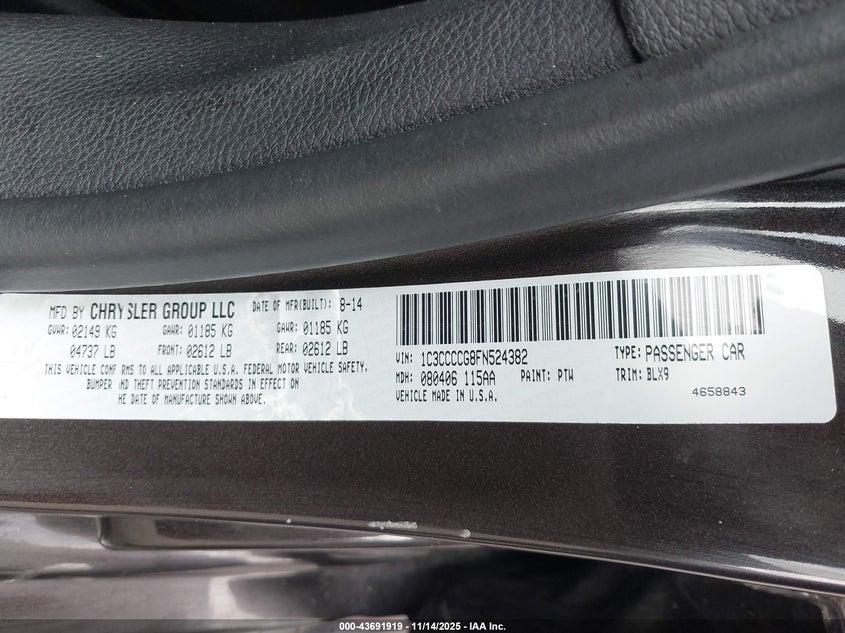 MFD BY CHRYSLER GROUP LLC DATE OF MFR(BUILT): 8-14
GVWR: 02149 KG GAWR: 01185 KG GAWR: 01185 KG
04737 LB FRONT: 02612 LB REAR: 02612 LB
THIS VEHICLE CONF RMS TO ALL APPLICABLE U.S.A. FEDERAL MOTOR VEHICLE SAFETY,
BUMPER AND THEFT PREVENTION STANDARDS IN EFFECT ON
HE DATE OF MANUFACTURE SHOWN ABOVE.
VIN: 1C3CCCCG8FN524382 TYPE: PASSENGER CAR
MDH: 080406 115AA PAINT: PTW TRIM: BLX9
VEHICLE MADE IN U.S.A. 4658843
000-43691919 | 11/14/2025 - IAA Inc.